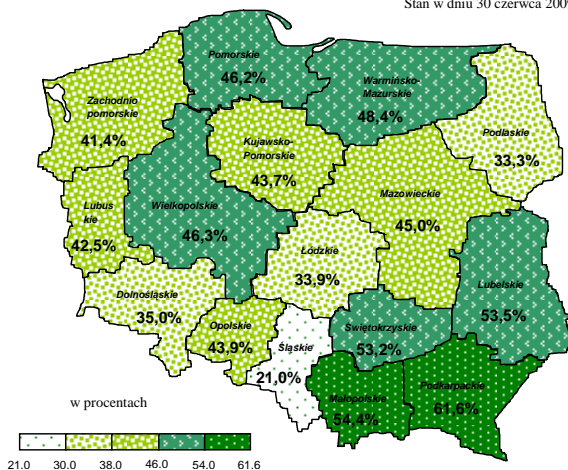 Stan w dniu 30 czerwca 2009
Pomorskie
46,2%
Warmińsko-
Mazurskie
48,4%
Zachodnio
pomorskie
41,4%
Podlaskie
33,3%
Kujawsko-
Pomorskie
43,7%
Mazowieckie
45,0%
Lubus
kie
42,5%
Wielkopolskie
46,3%
Łódzkie
33,9%
Lubelskie
53,5%
Dolnośląskie
35,0%
Opolskie
43,9%
Śląskie
21,0%
Świętokrzyskie
53,2%
Małopolskie
54,4%
Podkarpackie
61,6%
w procentach
21.0 30.0 38.0 46.0 54.0 61.6